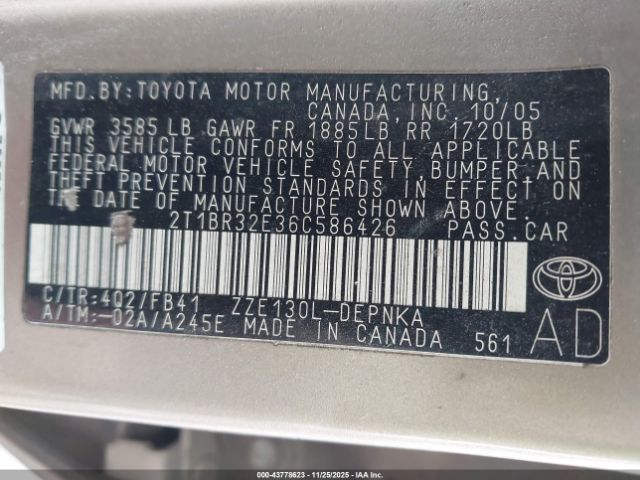 MFD.BY:TOYOTA MOTOR MANUFACTURING,
CANADA, INC. 10/05
GVWR 3585 LB GAWR FR 1885LB RR 1720LB
THIS VEHICLE CONFORMS TO ALL APPLICABLE
FEDERAL MOTOR VEHICLE SAFETY, BUMPER, AND
THEFT PREVENTION STANDARDS IN EFFECT ON
THE DATE OF MANUFACTURE SHOWN ABOVE.
2T1BR32E36C586426 PASS.CAR
C/TR:4Q2/FB41 ZZE130L-DEPNKA
A/TM:-02A/A245E MADE IN CANADA 561
AD
© - 43778623 - 11/25/2025 - IAAI.COM